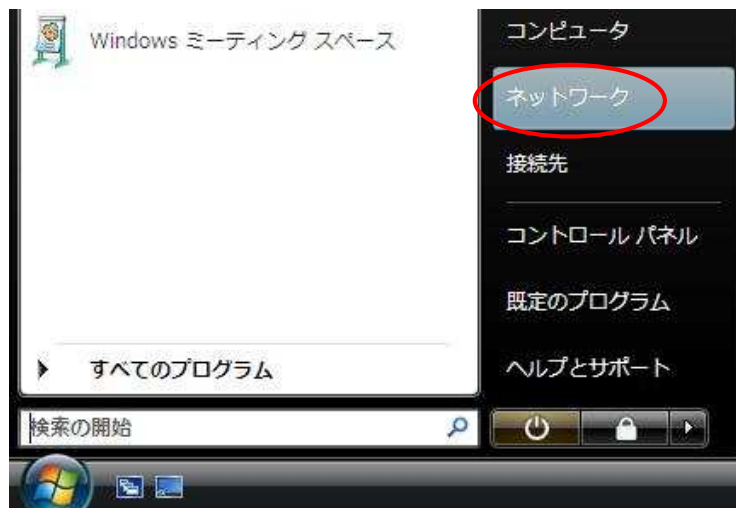 Windows ミーティング スペース
すべてのプログラム
検索の開始
コンピュータ
ネットワーク
接続先
コントロール パネル
既定のプログラム
ヘルプとサポート